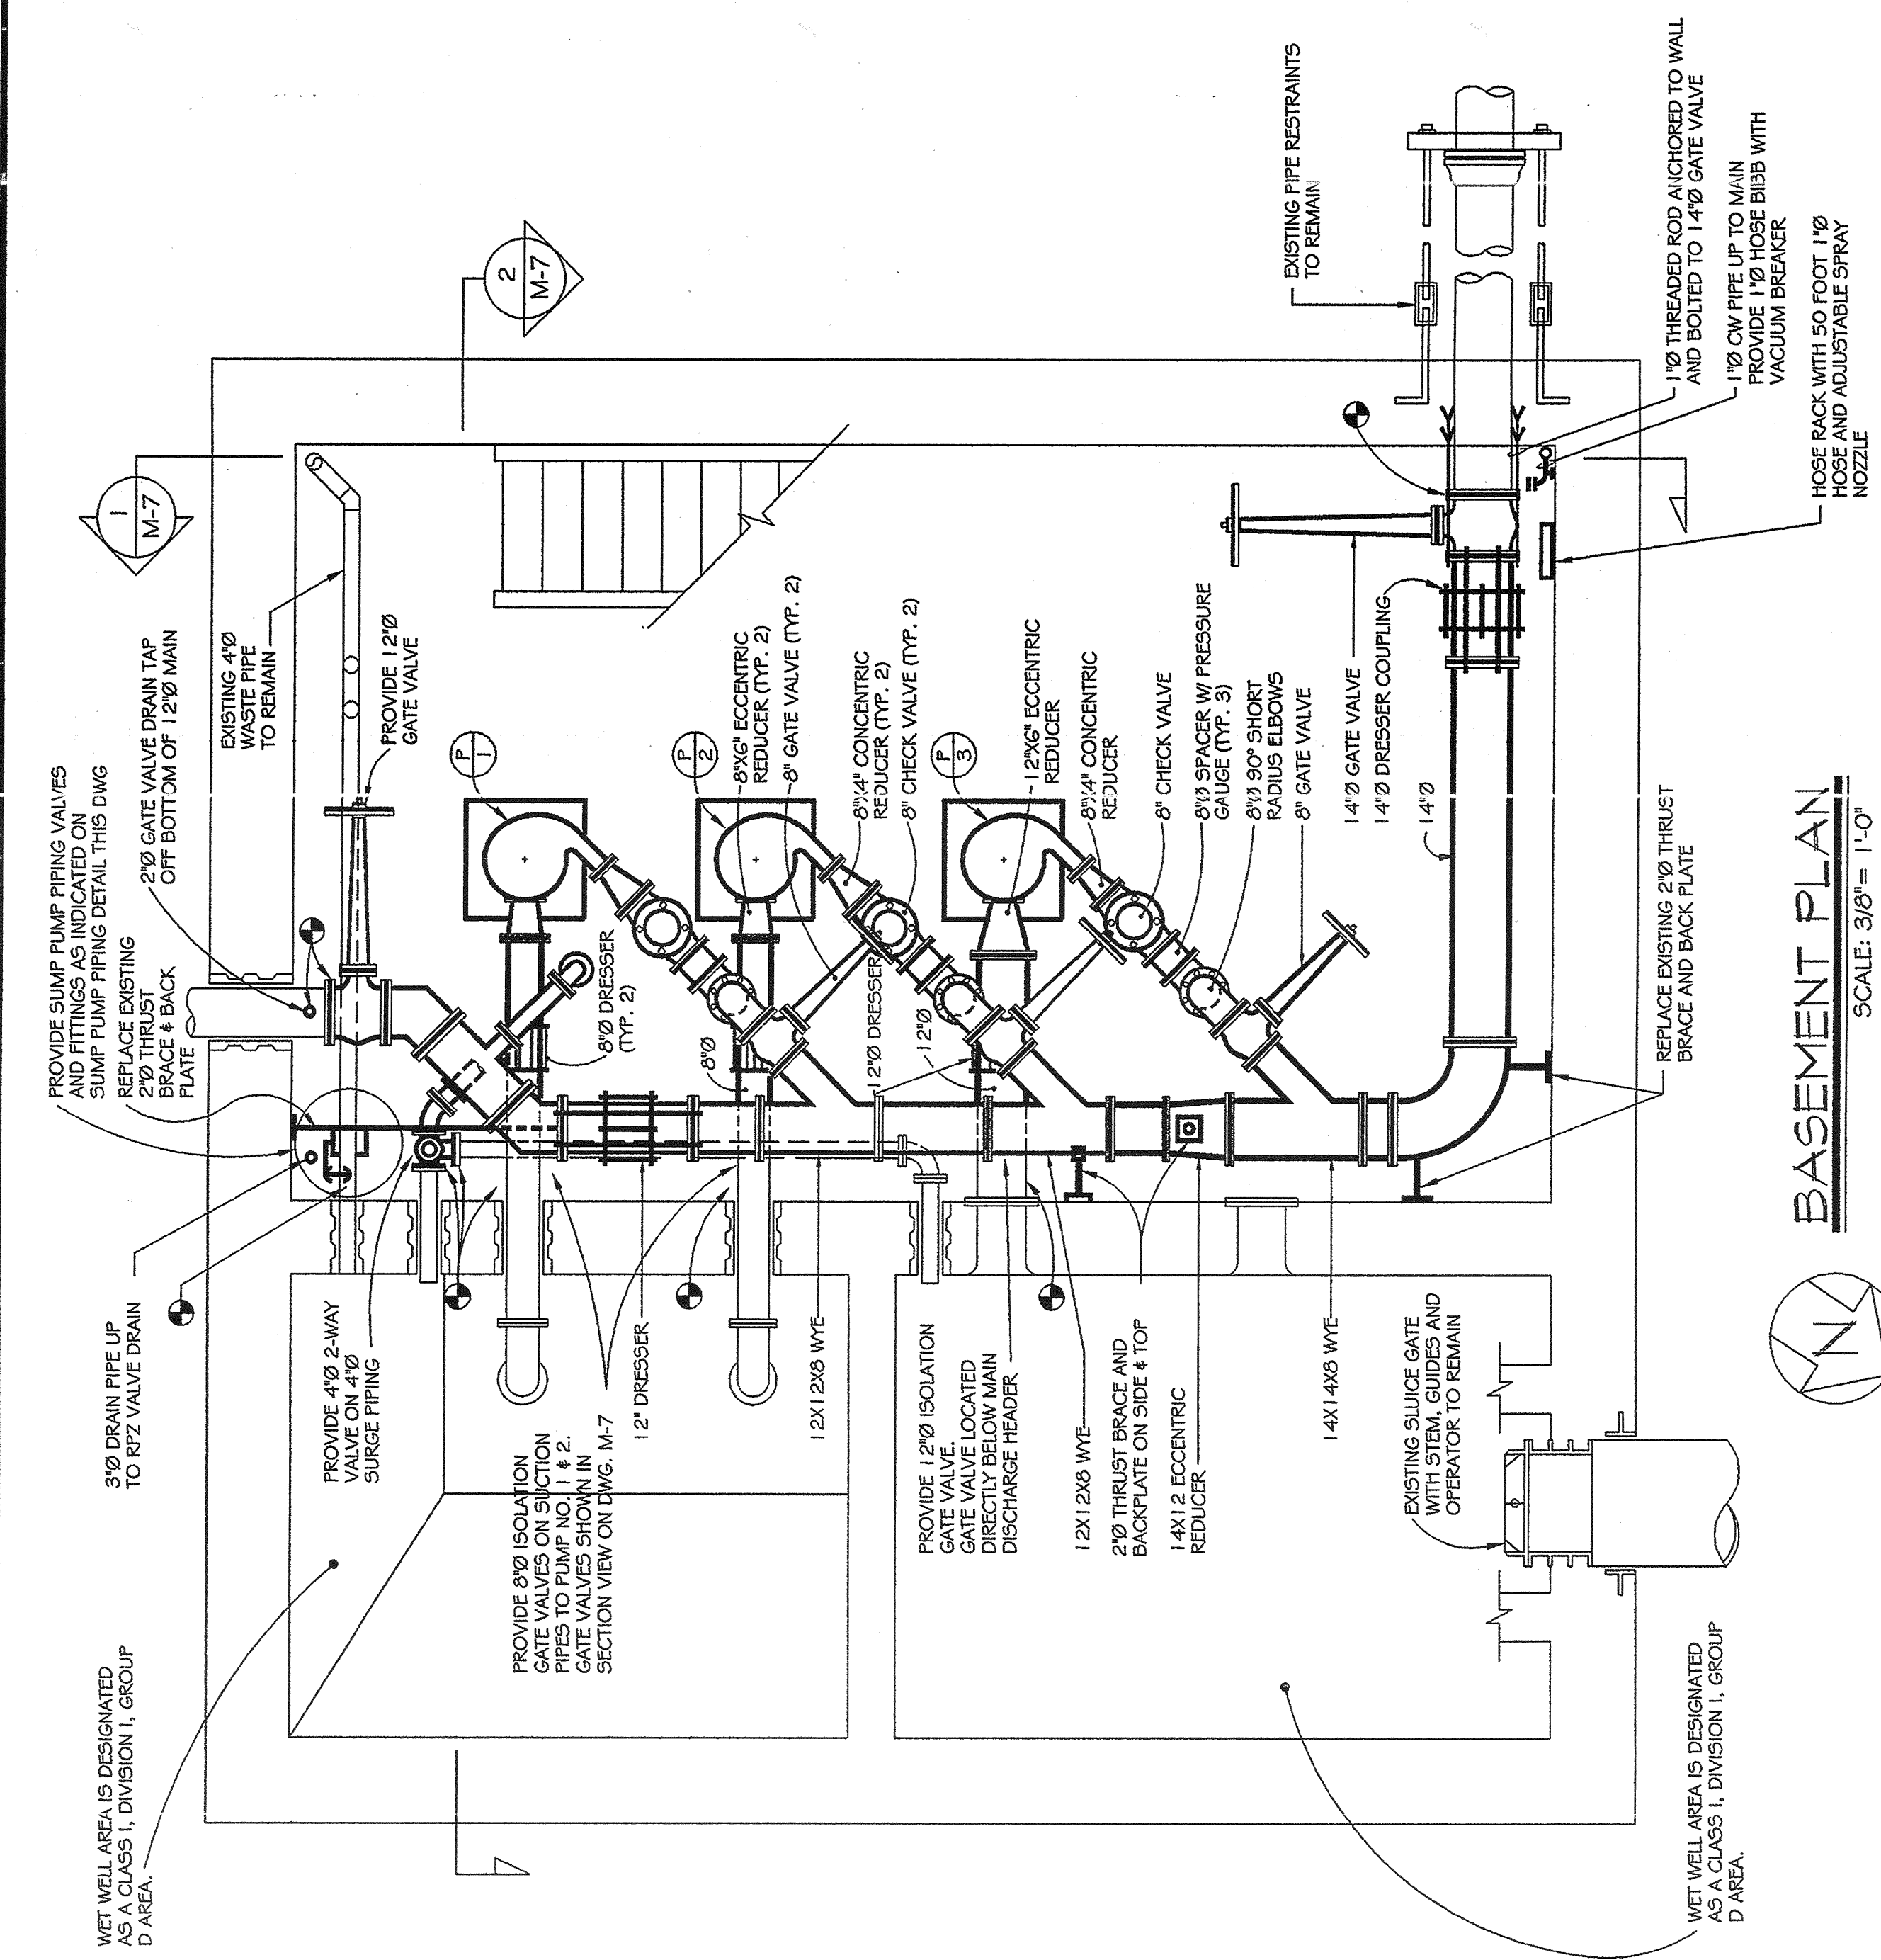 PROVIDE SUMP PUMP PIPING VALVES
AND FITTINGS AS INDICATED ON
SUMP PUMP PIPING DETAIL THIS DWG
REPLACE EXISTING
2"Ø THRUST
BRACE & BACK
PLATE
2"Ø GATE VALVE DRAIN TAP
OFF BOTTOM OF 12"Ø MAIN
EXISTING 4"Ø
WASTE PIPE
TO REMAIN
PROVIDE 12"Ø
GATE VALVE
1
M-7
2
M-7
3"Ø DRAIN PIPE UP
TO RPZ VALVE DRAIN
WET WELL AREA IS DESIGNATED
AS A CLASS I, DIVISION I, GROUP
D AREA.
PROVIDE 4"Ø 2-WAY
VALVE ON 4"Ø
SURGE PIPING
PROVIDE 8"Ø ISOLATION
GATE VALVES ON SUCTION
PIPES TO PUMP NO. 1 & 2.
GATE VALVES SHOWN IN
SECTION VIEW ON DWG. M-7
12" DRESSER
12X12X8 WYE
P
1
P
2
P
3
8"Ø DRESSER
(TYP. 2)
8"Ø
8"X6" ECCENTRIC
REDUCER (TYP. 2)
8" GATE VALVE (TYP. 2)
8"X4" CONCENTRIC
REDUCER (TYP. 2)
8" CHECK VALVE (TYP. 2)
12"Ø DRESSER
12"Ø
12"X6" ECCENTRIC
REDUCER
8"X4" CONCENTRIC
REDUCER
8" CHECK VALVE
8"Ø SPACER W/ PRESSURE
GAUGE (TYP. 3)
8"Ø 90° SHORT
RADIUS ELBOWS
8" GATE VALVE
14"Ø GATE VALVE
14"Ø DRESSER COUPLING
14"Ø
EXISTING PIPE RESTRAINTS
TO REMAIN
PROVIDE 12"Ø ISOLATION
GATE VALVE.
GATE VALVE LOCATED
DIRECTLY BELOW MAIN
DISCHARGE HEADER
12X12X8 WYE
2"Ø THRUST BRACE AND
BACKPLATE ON SIDE & TOP
14X12 ECCENTRIC
REDUCER
14X14X8 WYE
EXISTING SLUICE GATE
WITH STEM, GUIDES AND
OPERATOR TO REMAIN
REPLACE EXISTING 2"Ø THRUST
BRACE AND BACK PLATE
1"Ø THREADED ROD ANCHORED TO WALL
AND BOLTED TO 14"Ø GATE VALVE
1"Ø CW PIPE UP TO MAIN
PROVIDE 1"Ø HOSE BIBB WITH
VACUUM BREAKER
HOSE RACK WITH 50 FOOT 1"Ø
HOSE AND ADJUSTABLE SPRAY
NOZZLE
WET WELL AREA IS DESIGNATED
AS A CLASS I, DIVISION I, GROUP
D AREA.
N
BASEMENT PLAN
SCALE: 3/8"= 1'-0"